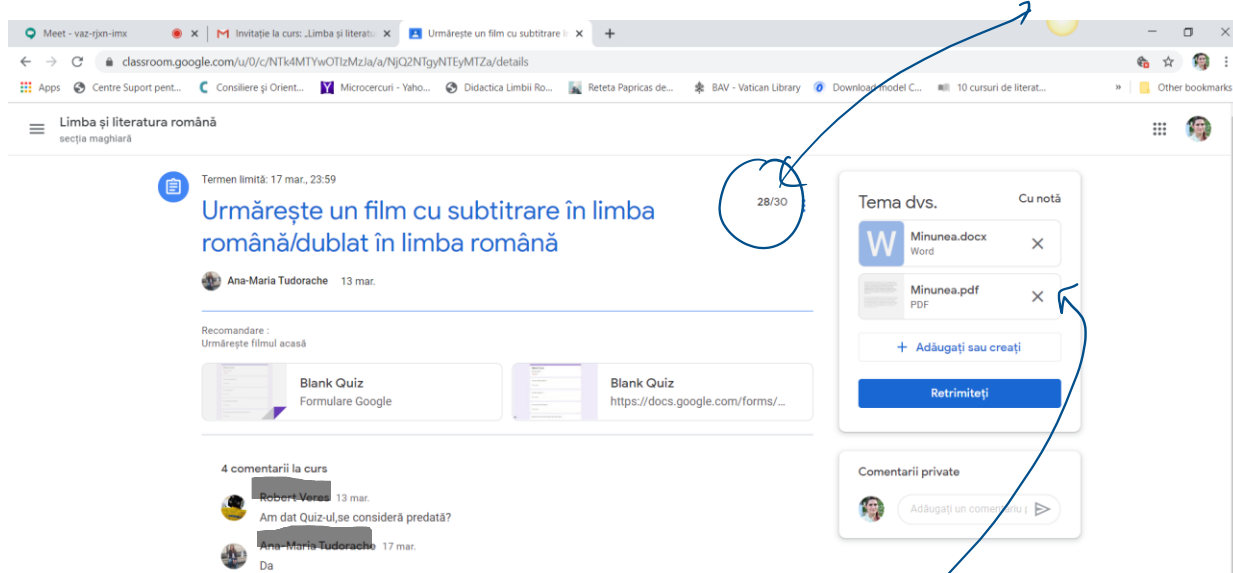 Meet - vaz-rjxn-imx
Invitație la curs: „Limba și literatu
Urmărește un film cu subtitrare în
classroom.google.com/u/0/c/NTk4MTYwOTIzMzJa/a/NjQ2NTgyNTEyMTZa/details
Apps Centre Suport pent... Consiliere și Orient... Microcercuri - Yaho... Didactica Limbii Ro... Reteta Papricas de... BAV - Vatican Library Download model C... 10 cursuri de literat... » Other bookmarks
Limba și literatura română
secția maghiară
Termen limită: 17 mar., 23:59
Urmărește un film cu subtitrare în limba
română/dublat în limba română
28/30
Ana-Maria Tudorache 13 mar.
Recomandare :
Urmărește filmul acasă
Blank Quiz
Formulare Google
Blank Quiz
https://docs.google.com/forms/...
4 comentarii la curs
Robert Veres 13 mar.
Am dat Quiz-ul,se consideră predată?
Ana-Maria Tudorache 17 mar.
Da
Tema dvs. Cu notă
Minunea.docx
Word
Minunea.pdf
PDF
+ Adăugați sau creați
Retrimiteți
Comentarii private
Adăugați un comentariu